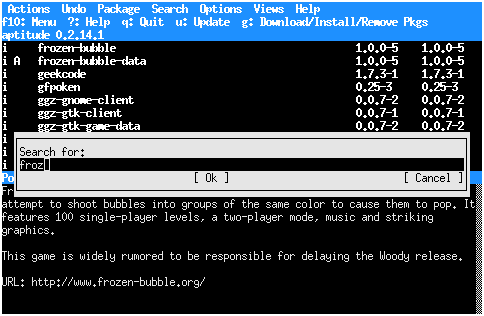 Actions Undo Package Search Options Views Help
f10: Menu ?: Help q: Quit u: Update g: Download/Install/Remove Pkgs
aptitude 0.2.14.1
i frozen-bubble 1.0.0-5 1.0.0-5
i A frozen-bubble-data 1.0.0-5 1.0.0-5
i geekcode 1.7.3-1 1.7.3-1
i gfpoken 0.25-3 0.25-3
i ggz-gnome-client 0.0.7-2 0.0.7-2
i ggz-gtk-client 0.0.7-1 0.0.7-1
i ggz-gtk-game-data 0.0.7-2 0.0.7-2
i
i Search for:
i froz
Po [ Ok ] [ Cancel ]
Fr
attempt to shoot bubbles into groups of the same color to cause them to pop. It
features 100 single-player levels, a two-player mode, music and striking
graphics.
This game is widely rumored to be responsible for delaying the Woody release.
URL: http://www.frozen-bubble.org/